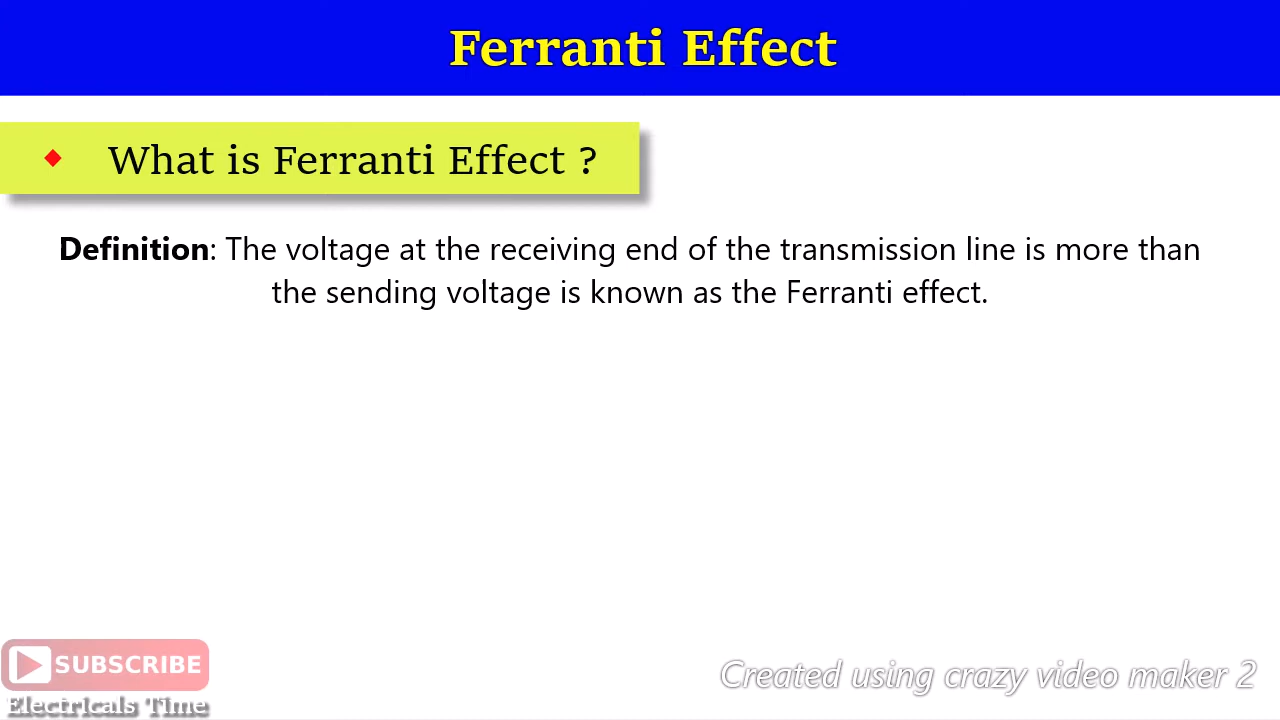 Ferranti Effect
What is Ferranti Effect ?
Definition: The voltage at the receiving end of the transmission line is more than
the sending voltage is known as the Ferranti effect.
SUBSCRIBE
Electricals Time
Created using crazy video maker 2